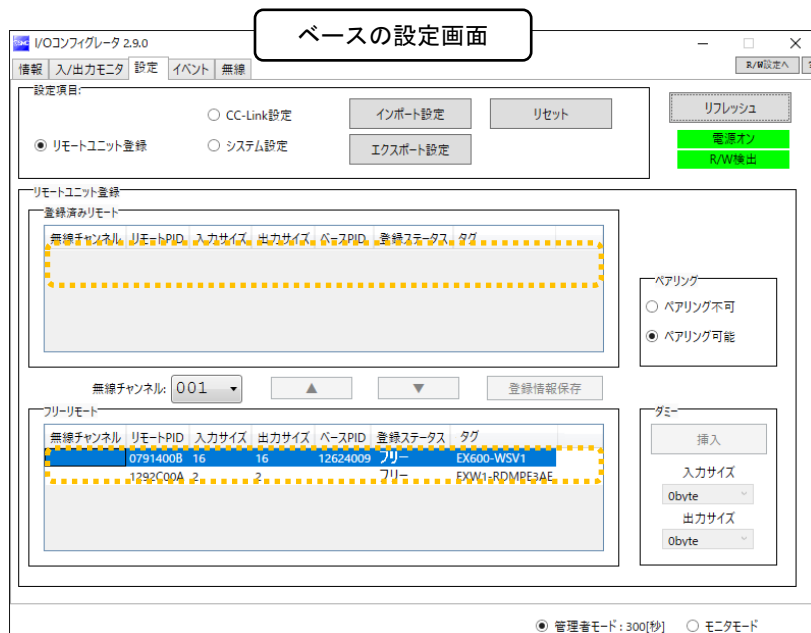 ベースの設定画面
I/Oコンフィグレータ 2.9.0
情報 入/出力モニタ 設定 イベント 無線
R/W設定へ
設定項目:
CC-Link設定 インポート設定 リセット リフレッシュ
リモートユニット登録 システム設定 エクスポート設定
電源オン
R/W検出
リモートユニット登録
登録済みリモート
無線チャンネル リモートPID 入力サイズ 出力サイズ ベースPID 登録ステータス タグ
ペアリング
ペアリング不可
ペアリング可能
無線チャンネル: 001 ▲ ▼ 登録情報保存
フリーリモート
無線チャンネル リモートPID 入力サイズ 出力サイズ ベースPID 登録ステータス タグ
0791400B 16 16 12624009 フリー EX600-WSV1
1292C00A 2 2 フリー EXW1-RDMPE3AE
ダミー
挿入
入力サイズ
0byte
出力サイズ
0byte
管理者モード : 300[秒] モニタモード